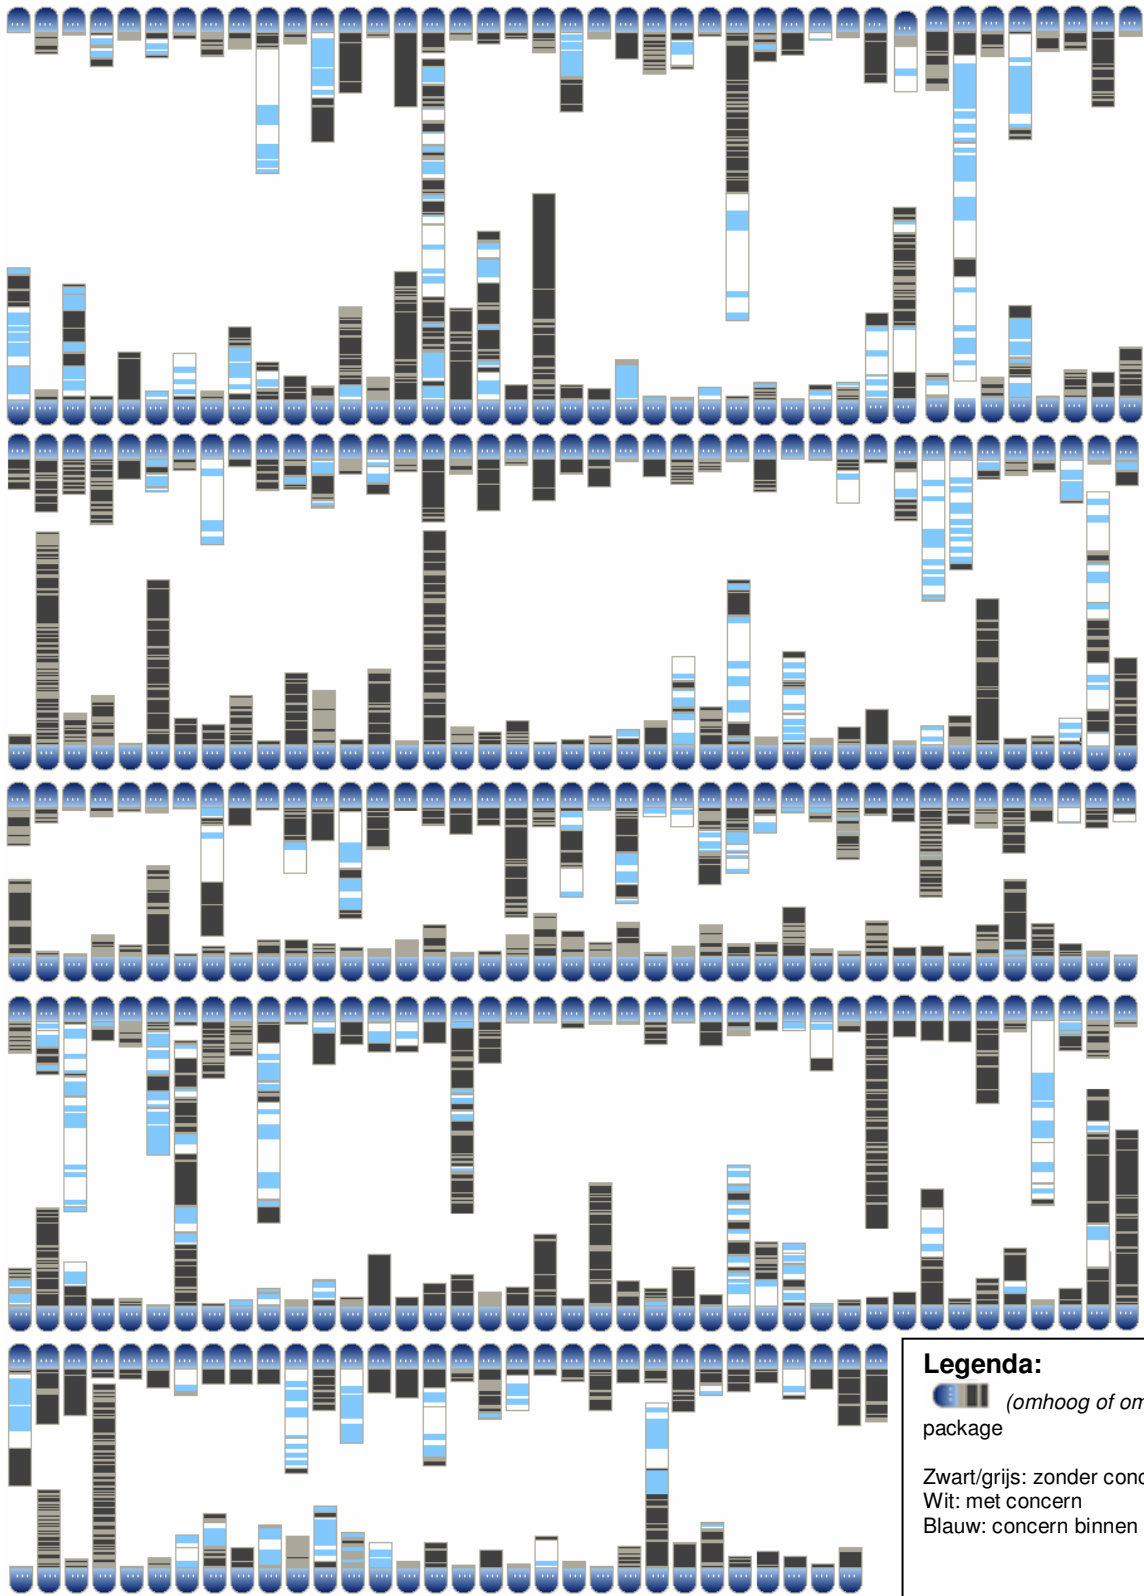 Legenda:
(omhoog of om
package
Zwart/grijs: zonder conc
Wit: met concern
Blauw: concern binnen